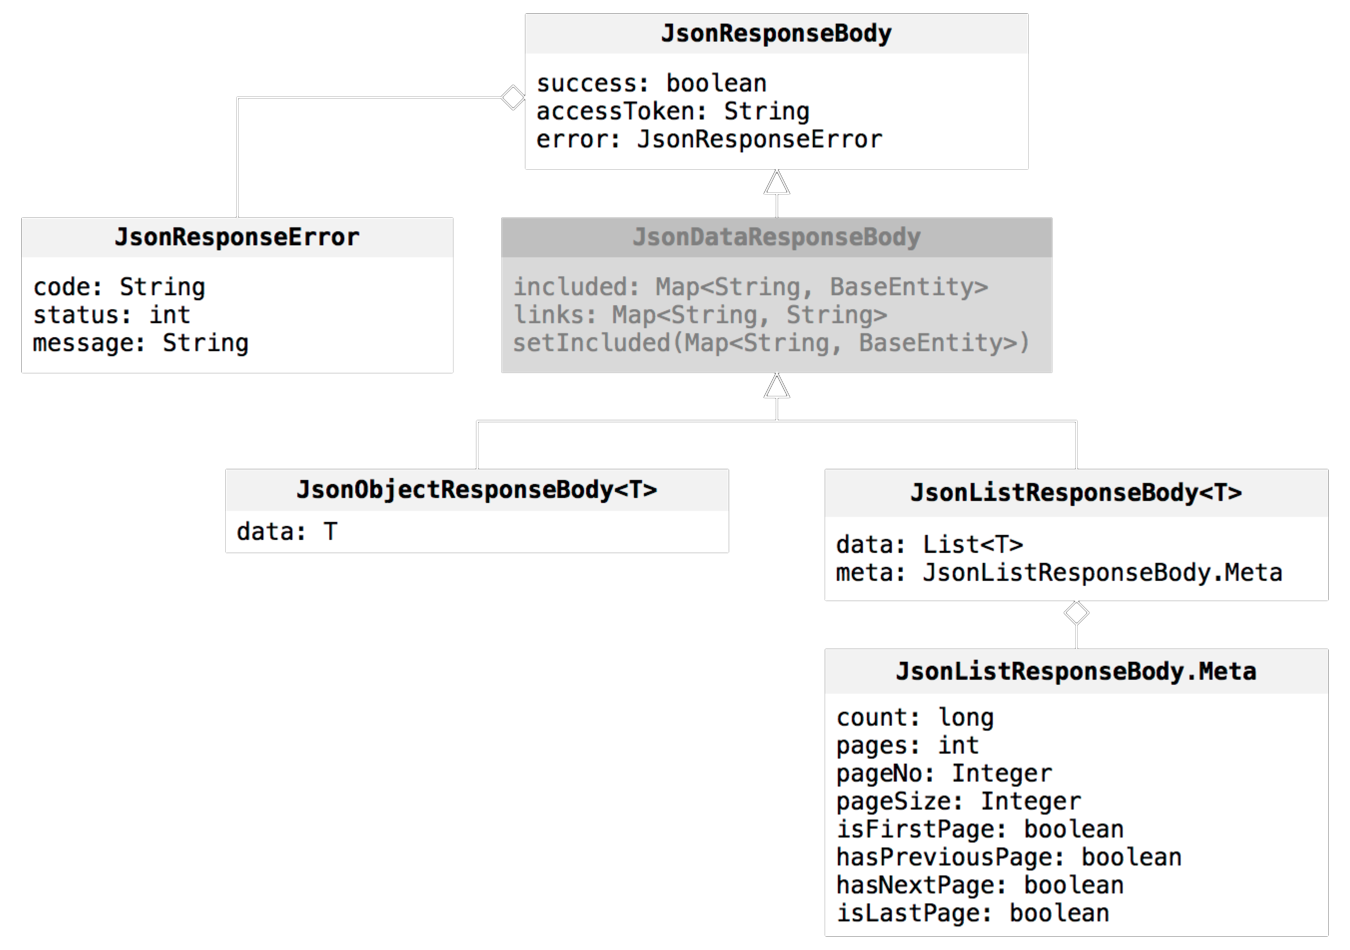 JsonResponseBody
success: boolean
accessToken: String
error: JsonResponseError
JsonResponseError
code: String
status: int
message: String
JsonDataResponseBody
included: Map<String, BaseEntity>
links: Map<String, String>
setIncluded(Map<String, BaseEntity>)
JsonObjectResponseBody<T>
data: T
JsonListResponseBody<T>
data: List<T>
meta: JsonListResponseBody.Meta
JsonListResponseBody.Meta
count: long
pages: int
pageNo: Integer
pageSize: Integer
isFirstPage: boolean
hasPreviousPage: boolean
hasNextPage: boolean
isLastPage: boolean